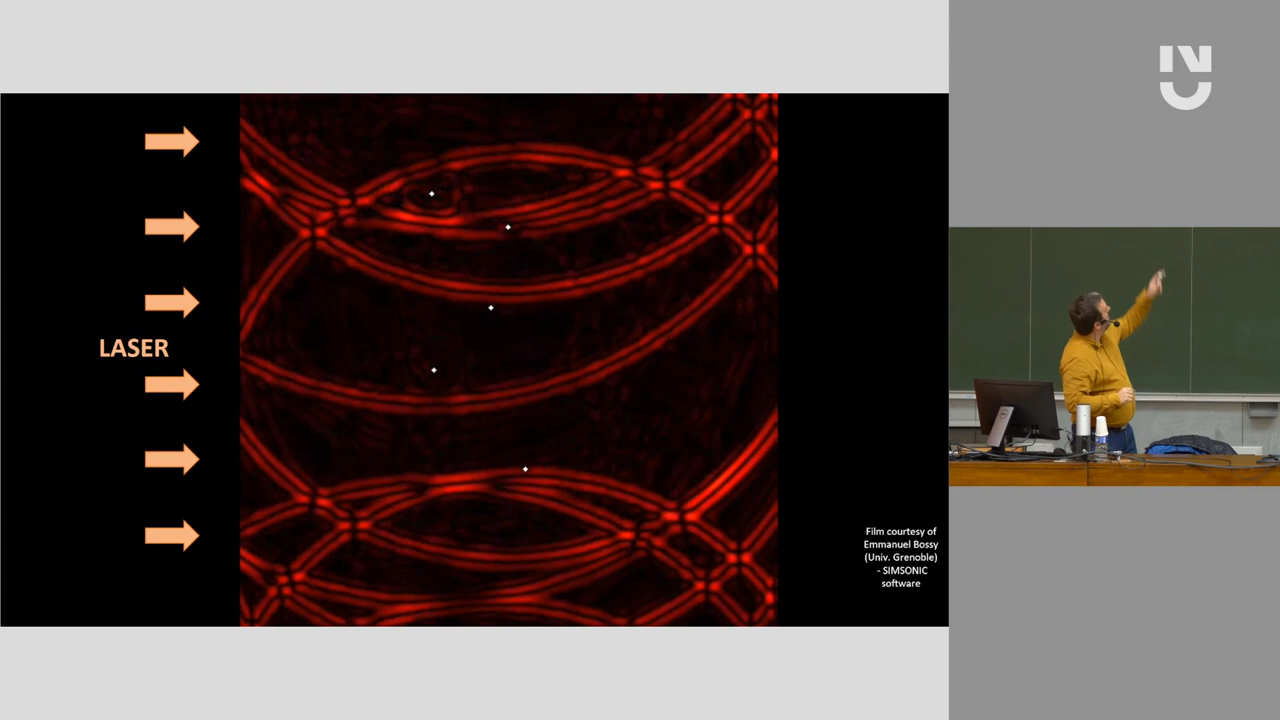 LASER
Film courtesy of
Emmanuel Bossy
(Univ. Grenoble)
- SIMSONIC
software